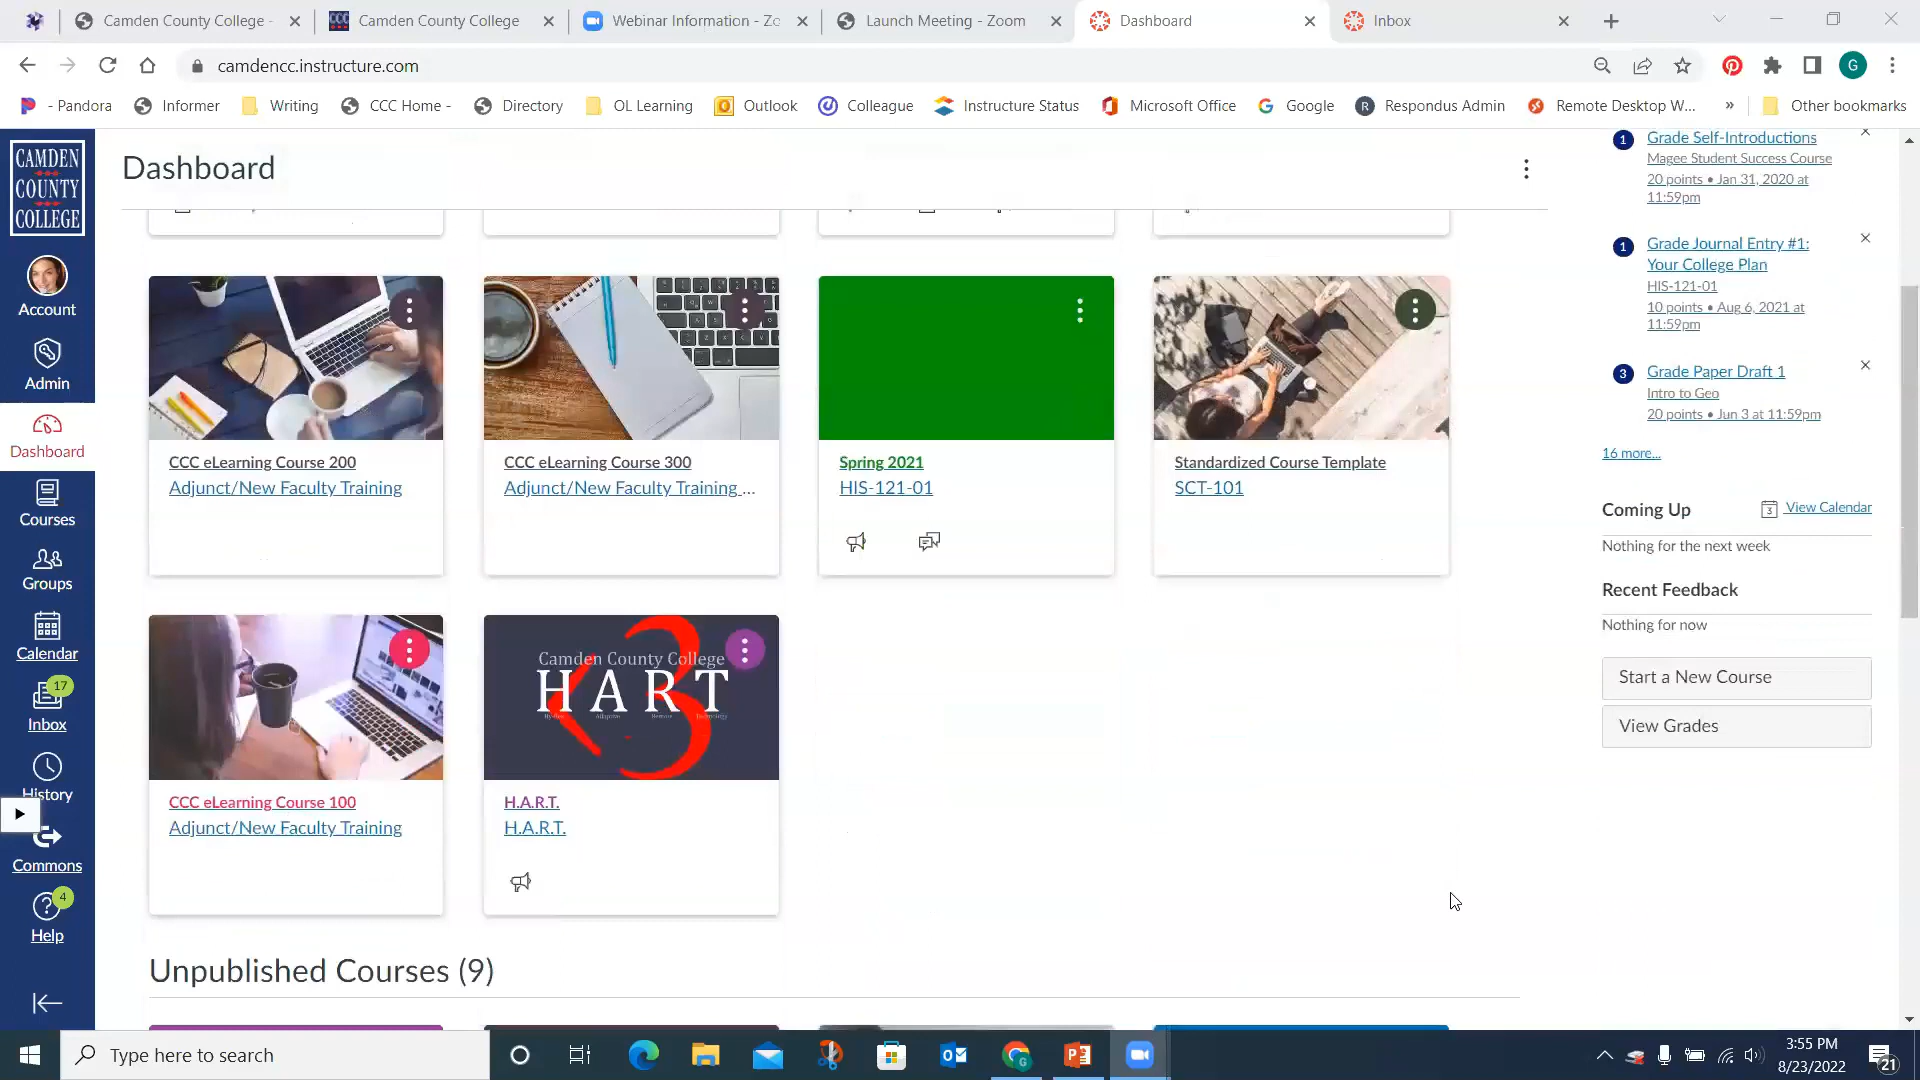 Camden County College -
Camden County College
Webinar Information - Zo
Launch Meeting - Zoom
Dashboard
Inbox
camdencc.instructure.com
G
- Pandora
Informer
Writing
CCC Home -
Directory
OL Learning
Outlook
Colleague
Instructure Status
Microsoft Office
Google
Respondus Admin
Remote Desktop W...
»
Other bookmarks
CAMDEN
COUNTY
COLLEGE
Account
Admin
Dashboard
Courses
Groups
Calendar
17
Inbox
History
Commons
4
Help
Dashboard
CCC eLearning Course 200
Adjunct/New Faculty Training
CCC eLearning Course 300
Adjunct/New Faculty Training ...
Spring 2021
HIS-121-01
Standardized Course Template
SCT-101
CCC eLearning Course 100
Adjunct/New Faculty Training
Camden County College
HART
3
H.A.R.T.
H.A.R.T.
Unpublished Courses (9)
1
Grade Self-Introductions
Magee Student Success Course
20 points • Jan 31, 2020 at
11:59pm
1
Grade Journal Entry #1:
Your College Plan
HIS-121-01
10 points • Aug 6, 2021 at
11:59pm
3
Grade Paper Draft 1
Intro to Geo
20 points • Jun 3 at 11:59pm
16 more...
Coming Up
3
View Calendar
Nothing for the next week
Recent Feedback
Nothing for now
Start a New Course
View Grades
Type here to search
3:55 PM
8/23/2022
21